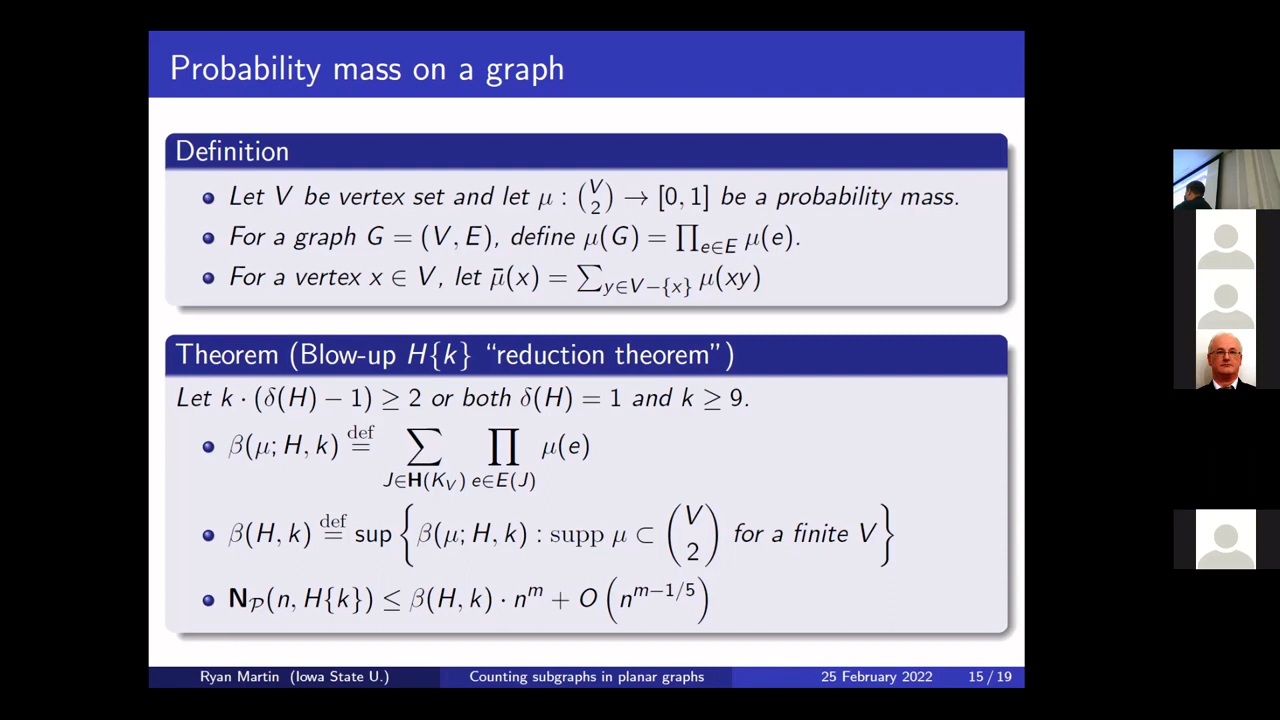 Probability mass on a graph
Definition
Let V be vertex set and let μ : (V 2) → [0, 1] be a probability mass.
For a graph G = (V, E), define μ(G) = ∏_{e∈E} μ(e).
For a vertex x ∈ V, let μ̄(x) = ∑_{y∈V−{x}} μ(xy)
Theorem (Blow-up H{k} “reduction theorem”)
Let k · (δ(H) − 1) ≥ 2 or both δ(H) = 1 and k ≥ 9.
β(μ; H, k) def= ∑_{J∈H(K_V)} ∏_{e∈E(J)} μ(e)
β(H, k) def= sup { β(μ; H, k) : supp μ ⊂ (V 2) for a finite V }
N_𝒫(n, H{k}) ≤ β(H, k) · n^m + O (n^{m−1/5})
Ryan Martin (Iowa State U.) Counting subgraphs in planar graphs 25 February 2022 15 / 19